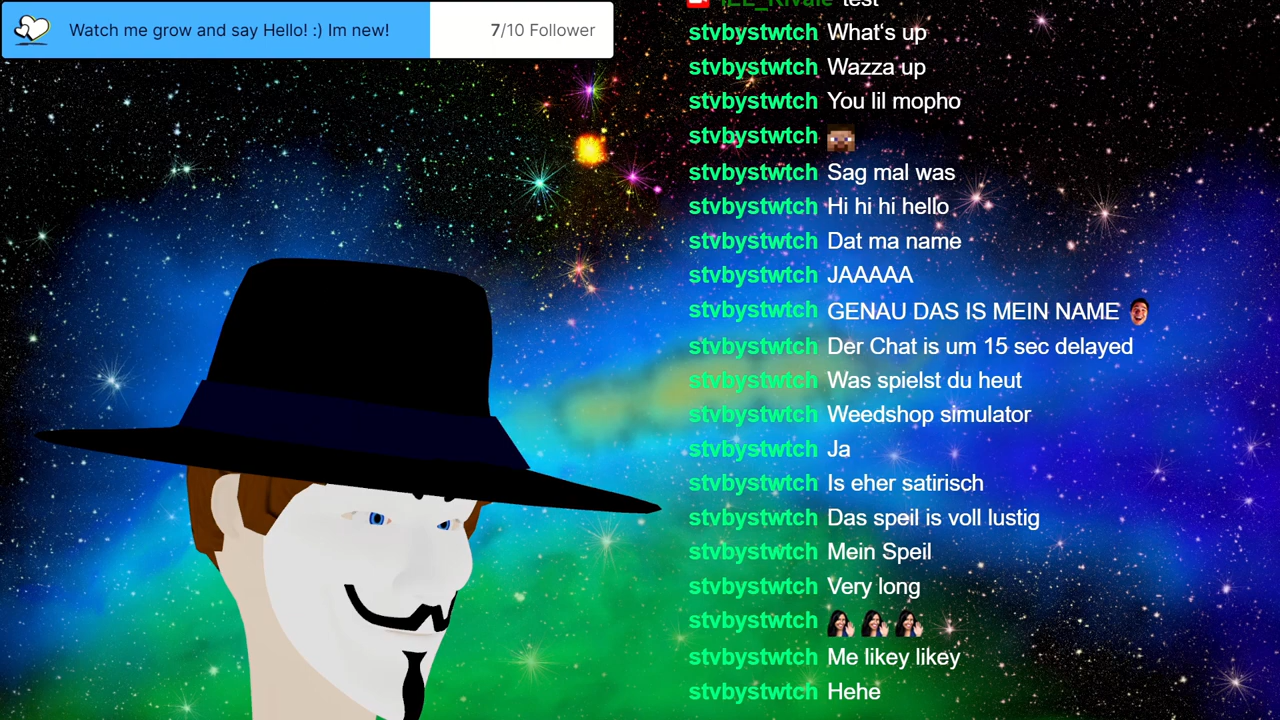 Watch me grow and say Hello! :) Im new!
7/10 Follower
test
stvbystwtch What's up
stvbystwtch Wazza up
stvbystwtch You lil mopho
stvbystwtch
stvbystwtch Sag mal was
stvbystwtch Hi hi hi hello
stvbystwtch Dat ma name
stvbystwtch JAAAAA
stvbystwtch GENAU DAS IS MEIN NAME
stvbystwtch Der Chat is um 15 sec delayed
stvbystwtch Was spielst du heut
stvbystwtch Weedshop simulator
stvbystwtch Ja
stvbystwtch Is eher satirisch
stvbystwtch Das speil is voll lustig
stvbystwtch Mein Speil
stvbystwtch Very long
stvbystwtch
stvbystwtch Me likey likey
stvbystwtch Hehe